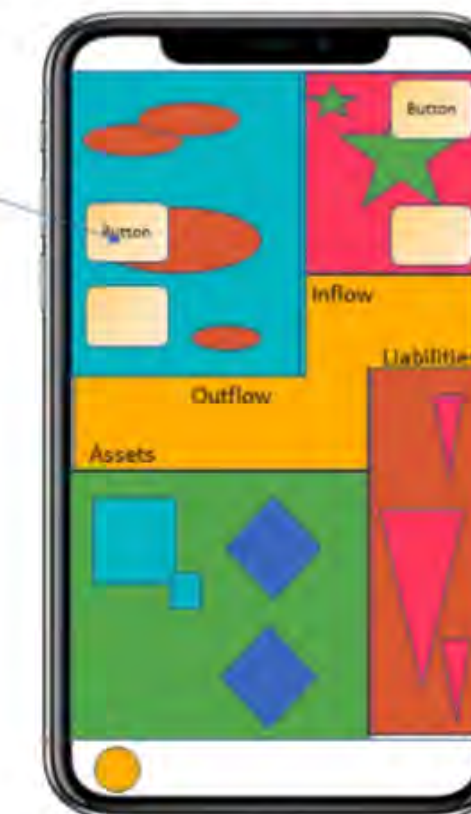 Button
Button
Inflow
Liabilities
Outflow
Assets